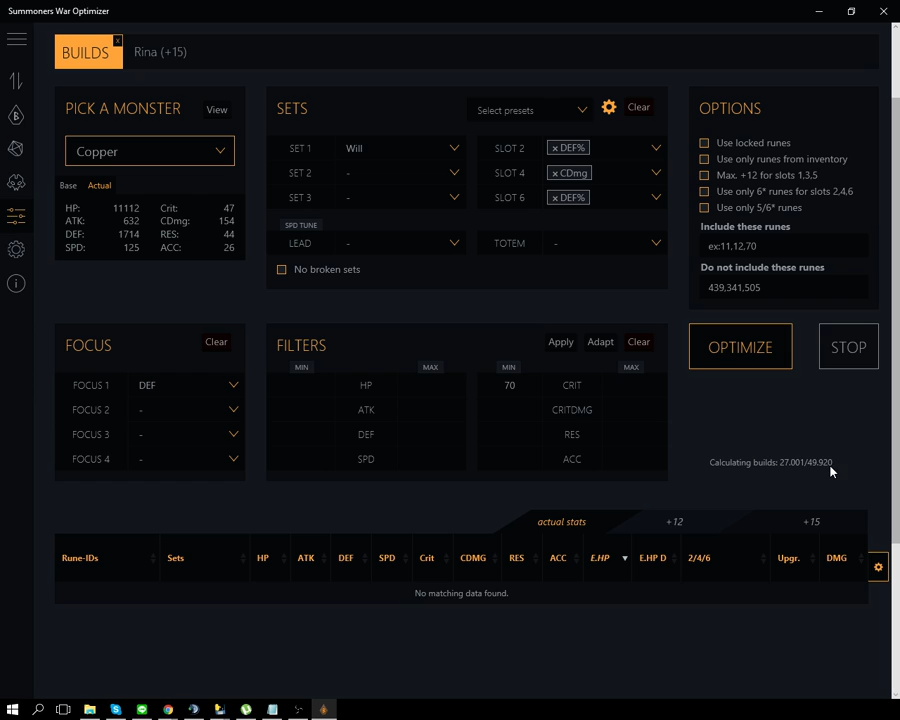 Summoners War Optimizer
BUILDS x Rina (+15)
PICK A MONSTER View
Copper
Base Actual
HP: 11112 Crit: 47
ATK: 632 CDmg: 154
DEF: 1714 RES: 44
SPD: 125 ACC: 26
SETS Select presets Clear
SET 1 Will SLOT 2 × DEF%
SET 2 - SLOT 4 × CDmg
SET 3 - SLOT 6 × DEF%
SPD TUNE
LEAD - TOTEM -
No broken sets
OPTIONS
Use locked runes
Use only runes from inventory
Max. +12 for slots 1,3,5
Use only 6* runes for slots 2,4,6
Use only 5/6* runes
Include these runes
ex:11,12,70
Do not include these runes
439,341,505
FOCUS Clear
FOCUS 1 DEF
FOCUS 2 -
FOCUS 3 -
FOCUS 4 -
FILTERS Apply Adapt Clear
MIN MAX MIN MAX
HP 70 CRIT
ATK CRITDMG
DEF RES
SPD ACC
OPTIMIZE STOP
Calculating builds: 27.001/49.920
actual stats +12 +15
Rune-IDs Sets HP ATK DEF SPD Crit CDMG RES ACC E.HP E.HP D 2/4/6 Upgr. DMG
No matching data found.